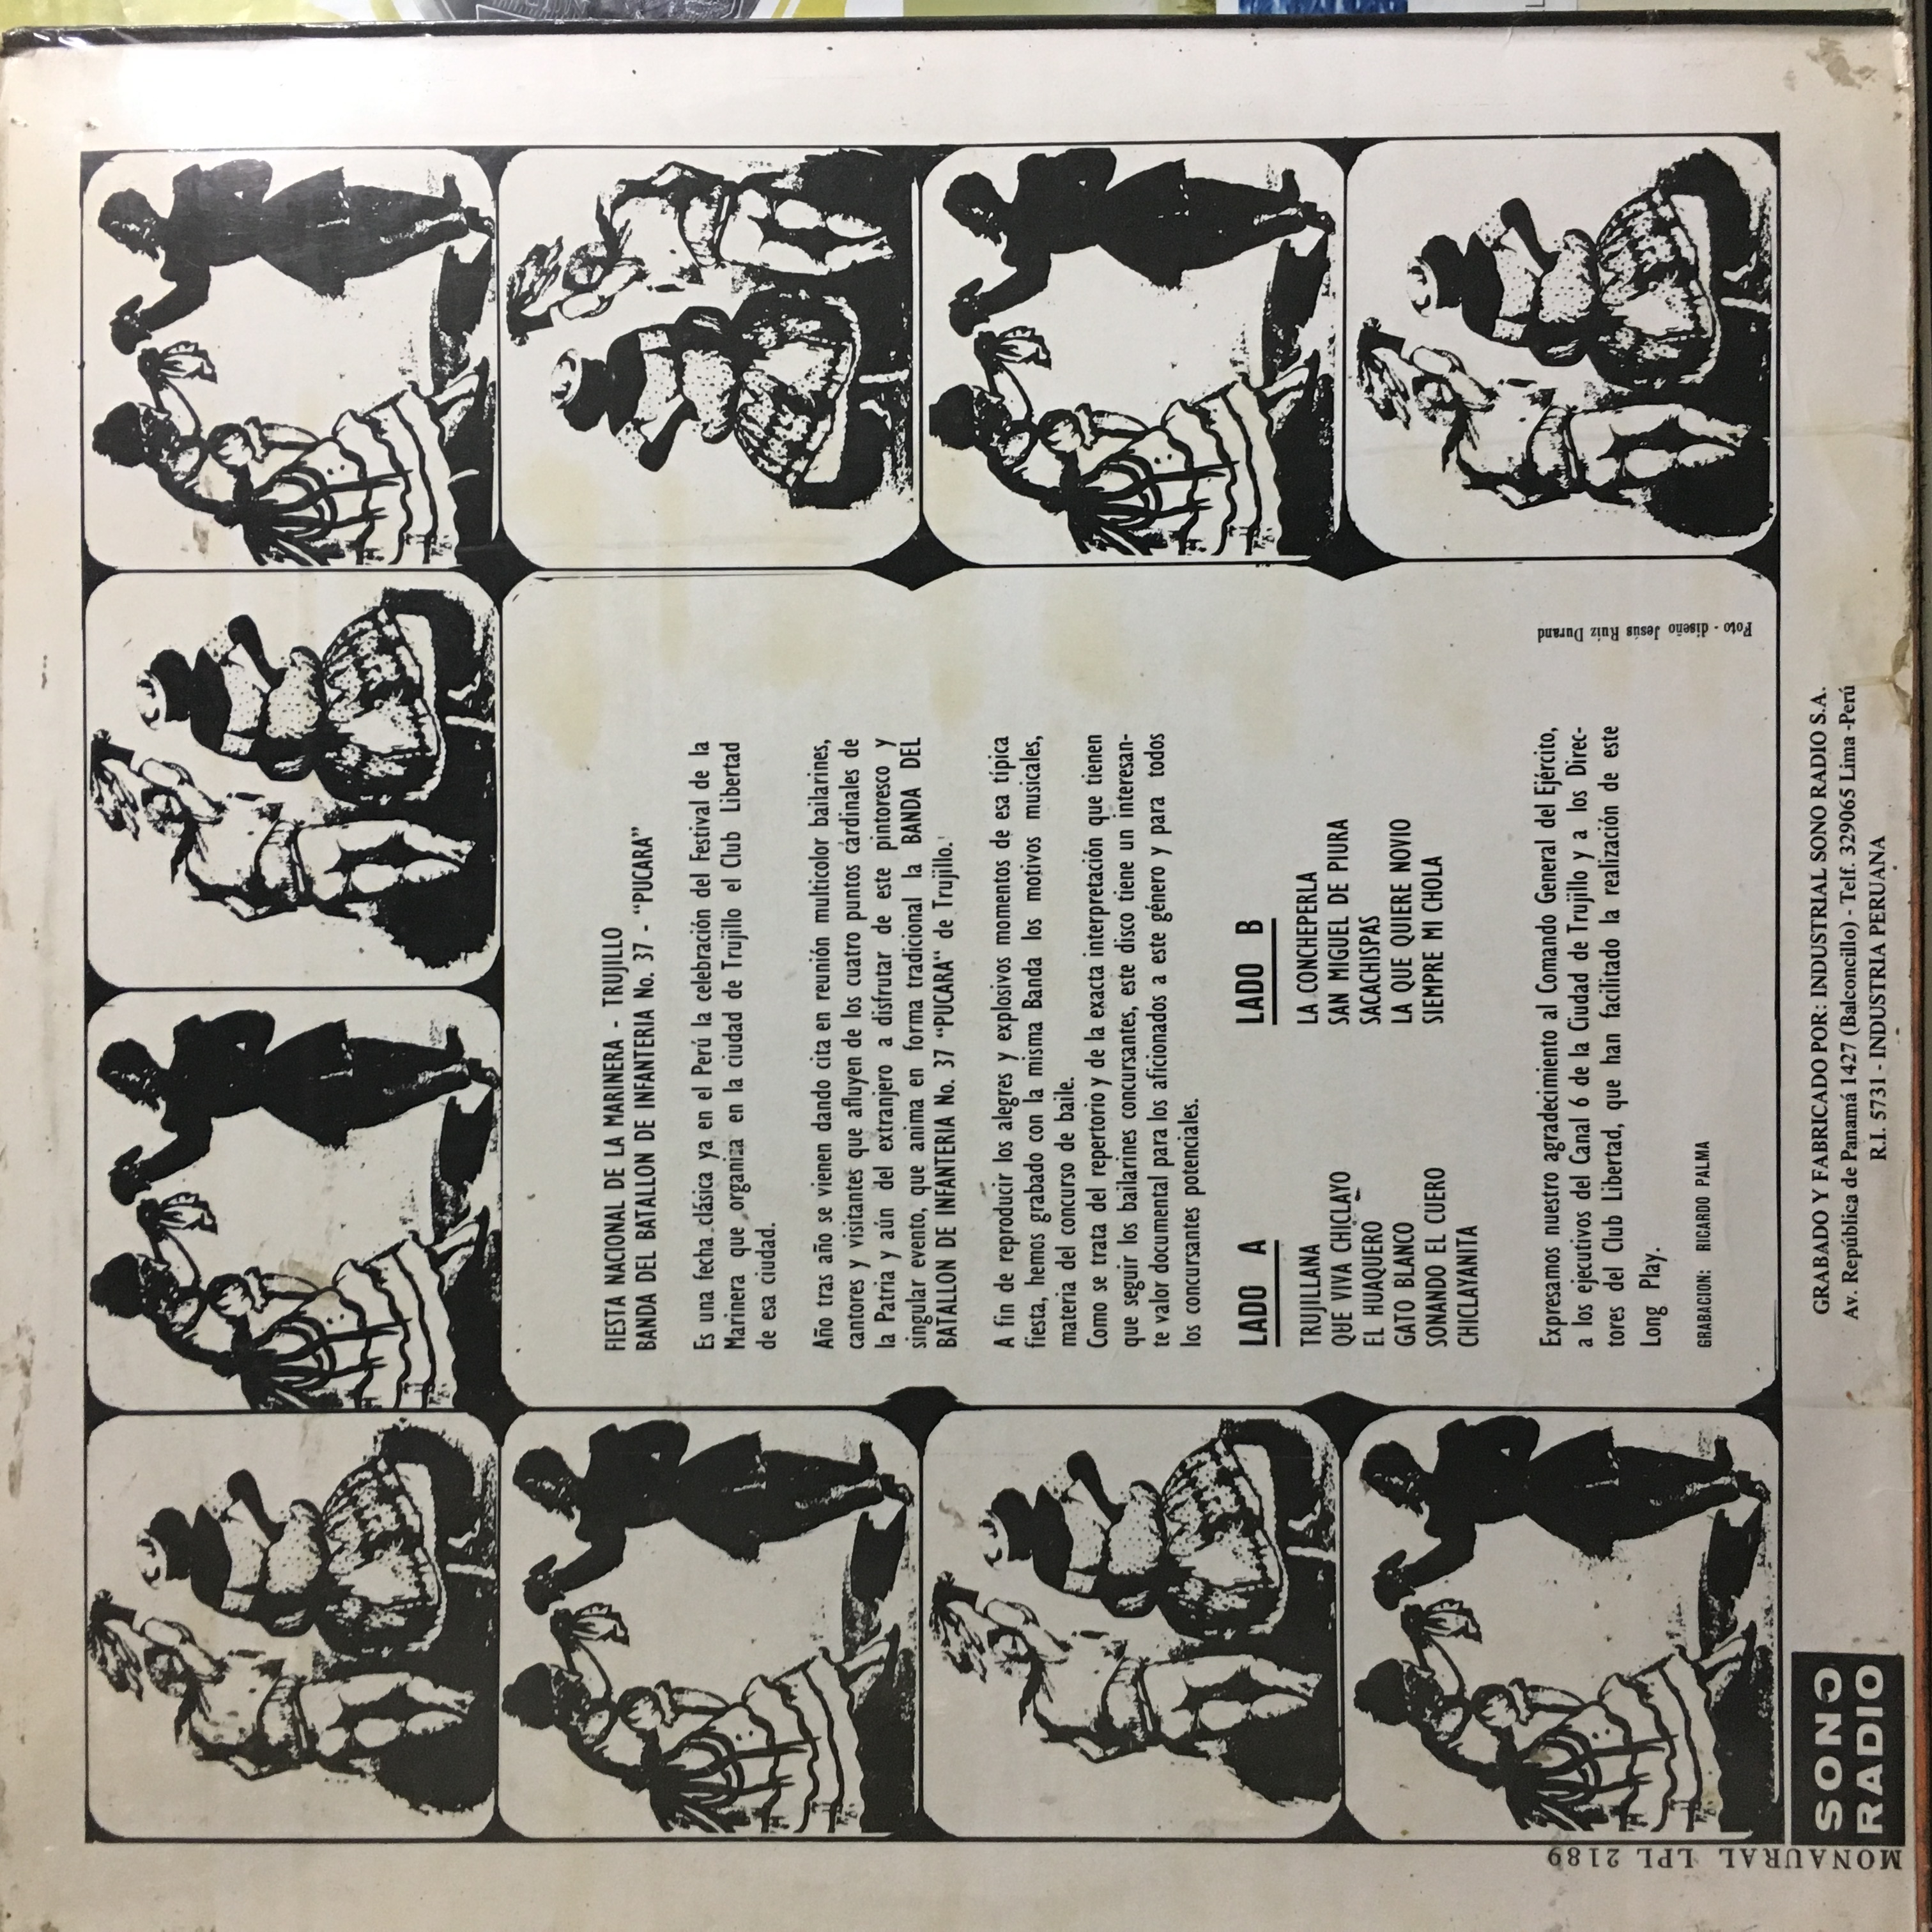 FIESTA NACIONAL DE LA MARINERA - TRUJILLO
BANDA DEL BATALLON DE INFANTERIA No. 37 - “PUCARA”
Es una fecha clásica ya en el Perú la celebración del Festival de la
Marinera que organiza en la ciudad de Trujillo el Club Libertad
de esa ciudad.
Año tras año se vienen dando cita en reunión multicolor bailarines,
cantores y visitantes que afluyen de los cuatro puntos cárdinales de
la Patria y aún del extranjero a disfrutar de este pintoresco y
singular evento, que anima en forma tradicional la BANDA DEL
BATALLON DE INFANTERIA No. 37 “PUCARA“ de Trujillo.
A fin de reproducir los alegres y explosivos momentos de esa típica
fiesta, hemos grabado con la misma Banda los motivos musicales,
materia del concurso de baile.
Como se trata del repertorio y de la exacta interpretación que tienen
que seguir los bailarines concursantes, este disco tiene un interesan-
te valor documental para los aficionados a este género y para todos
los concursantes potenciales.
LADO A
TRUJILLANA
QUE VIVA CHICLAYO
EL HUAQUERO
GATO BLANCO
SONANDO EL CUERO
CHICLAYANITA
LADO B
LA CONCHEPERLA
SAN MIGUEL DE PIURA
SACACHISPAS
LA QUE QUIERE NOVIO
SIEMPRE MI CHOLA
Expresamos nuestro agradecimiento al Comando General del Ejército,
a los ejecutivos del Canal 6 de la Ciudad de Trujillo y a los Direc-
tores del Club Libertad, que han facilitado la realización de este
Long Play.
GRABACION: RICARDO PALMA
Foto - diseño Jesús Ruiz Durand
MONAURAL LPL 2189
SONO
RADIO
GRABADO Y FABRICADO POR: INDUSTRIAL SONO RADIO S.A.
Av. República de Panamá 1427 (Balconcillo) - Telf. 329065 Lima -Perú
R.I. 5731 - INDUSTRIA PERUANA